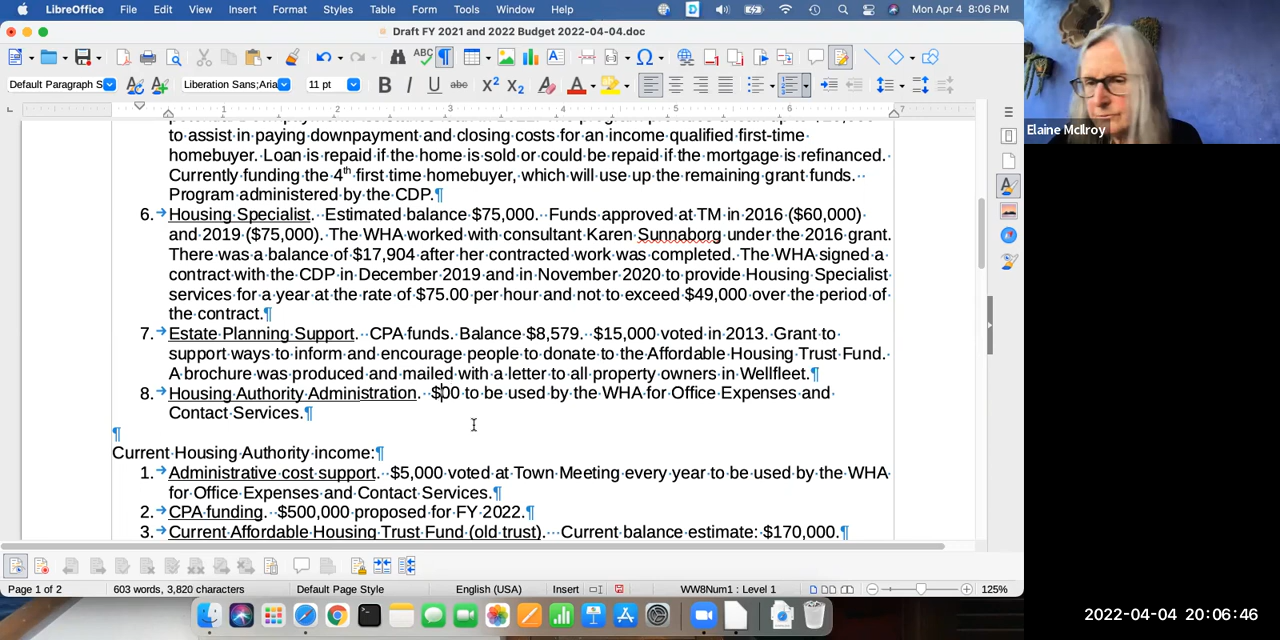 LibreOffice File Edit View Insert Format Styles Table Form Tools Window Help Mon Apr 4 8:06 PM
Draft FY 2021 and 2022 Budget 2022-04-04.doc
Default Paragraph S Liberation Sans;Aria 11 pt
1 2 3 4 5 6 7
to assist in paying downpayment and closing costs for an income qualified first-time
homebuyer. Loan is repaid if the home is sold or could be repaid if the mortgage is refinanced.
Currently funding the 4th first time homebuyer, which will use up the remaining grant funds.
Program administered by the CDP.¶
6. Housing Specialist. Estimated balance $75,000. Funds approved at TM in 2016 ($60,000)
and 2019 ($75,000). The WHA worked with consultant Karen Sunnaborg under the 2016 grant.
There was a balance of $17,904 after her contracted work was completed. The WHA signed a
contract with the CDP in December 2019 and in November 2020 to provide Housing Specialist
services for a year at the rate of $75.00 per hour and not to exceed $49,000 over the period of
the contract.¶
7. Estate Planning Support. CPA funds. Balance $8,579. $15,000 voted in 2013. Grant to
support ways to inform and encourage people to donate to the Affordable Housing Trust Fund.
A brochure was produced and mailed with a letter to all property owners in Wellfleet.¶
8. Housing Authority Administration. $00 to be used by the WHA for Office Expenses and
Contact Services.¶
¶
Current Housing Authority income:¶
1. Administrative cost support. $5,000 voted at Town Meeting every year to be used by the WHA
for Office Expenses and Contact Services.¶
2. CPA funding. $500,000 proposed for FY 2022.¶
3. Current Affordable Housing Trust Fund (old trust). Current balance estimate: $170,000.¶
Page 1 of 2 603 words, 3,820 characters Default Page Style English (USA) Insert WW8Num1 : Level 1 125%
Elaine McIlroy
2022-04-04 20:06:46